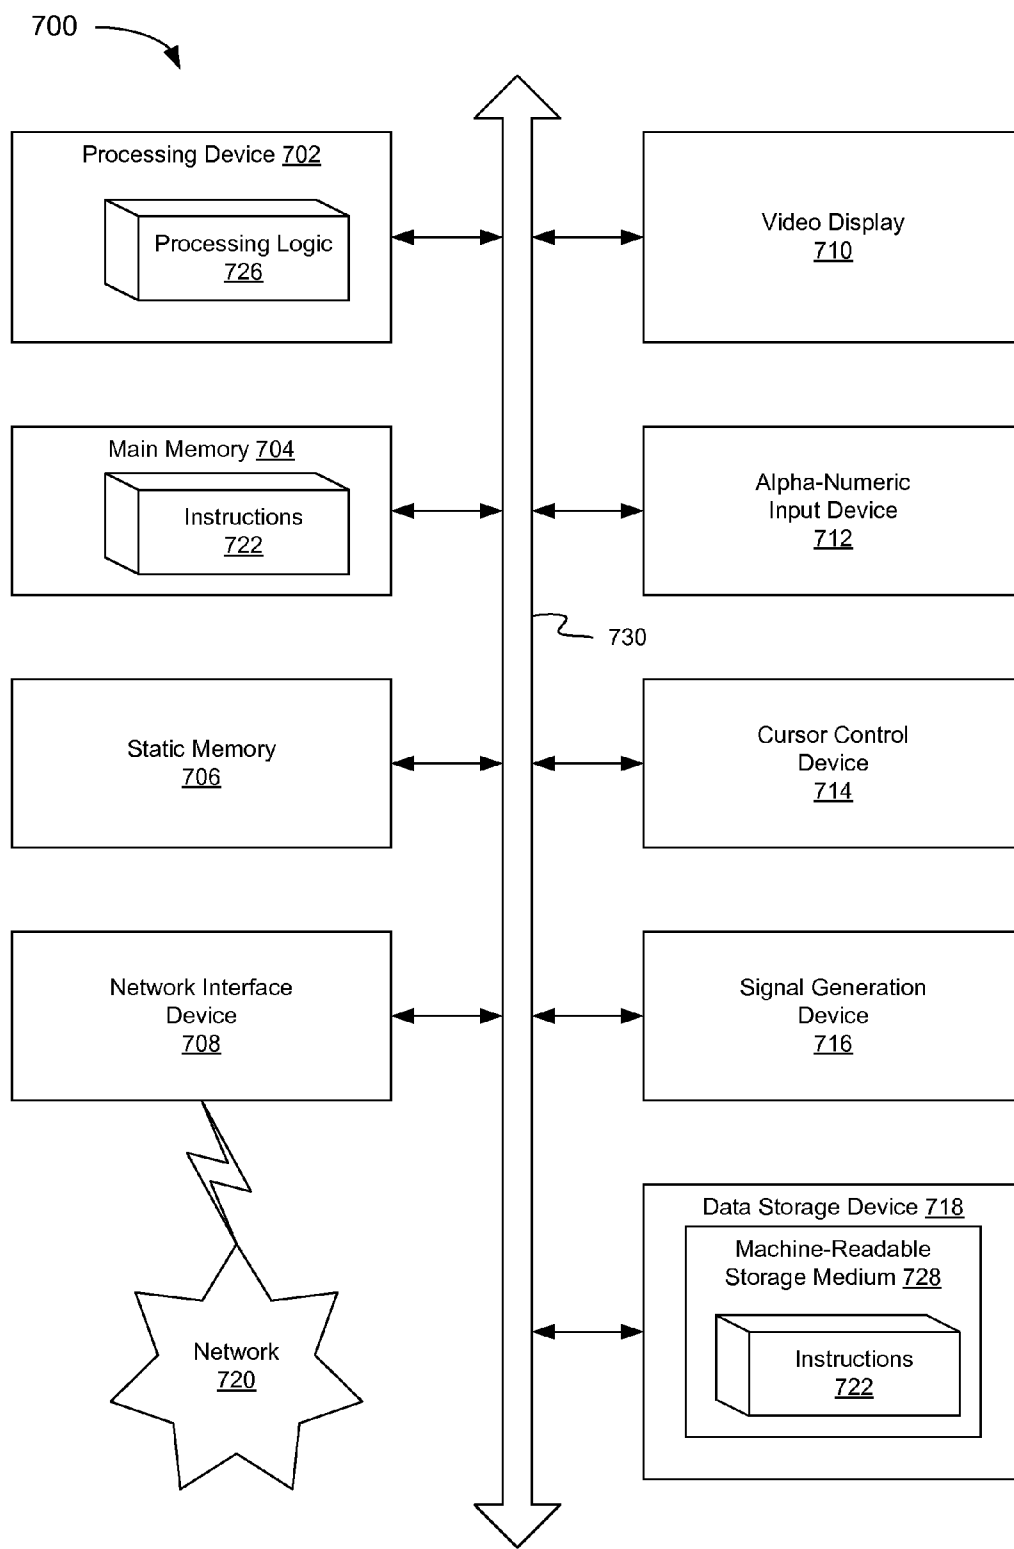 700
Processing Device 702
Processing Logic
726
Video Display
710
Main Memory 704
Instructions
722
Alpha-Numeric
Input Device
712
730
Static Memory
706
Cursor Control
Device
714
Network Interface
Device
708
Signal Generation
Device
716
Data Storage Device 718
Machine-Readable
Storage Medium 728
Instructions
722
Network
720